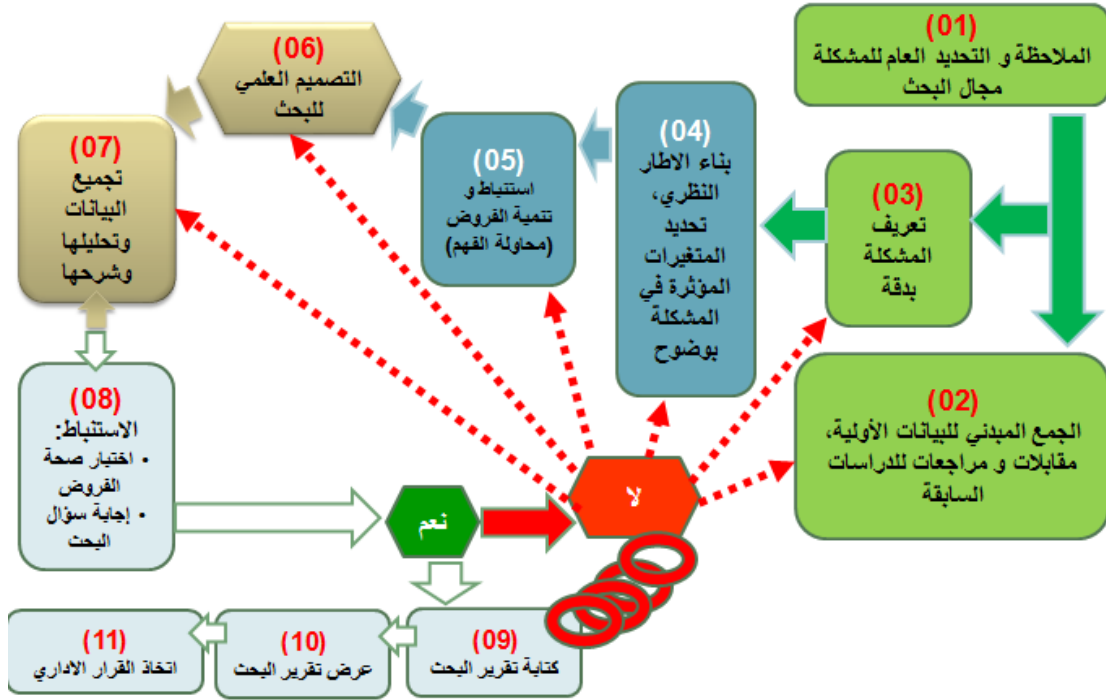 (01)
الملاحظة و التحديد العام للمشكلة
مجال البحث
(02)
الجمع المبدني للبيانات الأولية،
مقابلات و مراجعات للدراسات
السابقة
(03)
تعريف
المشكلة
بدقة
(04)
بناء الاطار
النظري،
تحديد
المتغيرات
المؤثرة في
المشكلة
بوضوح
(05)
استنباط و
تنمية الفروض
(محاولة الفهم)
(06)
التصميم العلمي
للبحث
(07)
تجميع
البيانات
وتحليلها
وشرحها
(08)
الاستنباط:
• اختبار صحة
الفروض
• إجابة سؤال
البحث
نعم
لا
(09)
كتابة تقرير البحث
(10)
عرض تقرير البحث
(11)
اتخاذ القرار الاداري